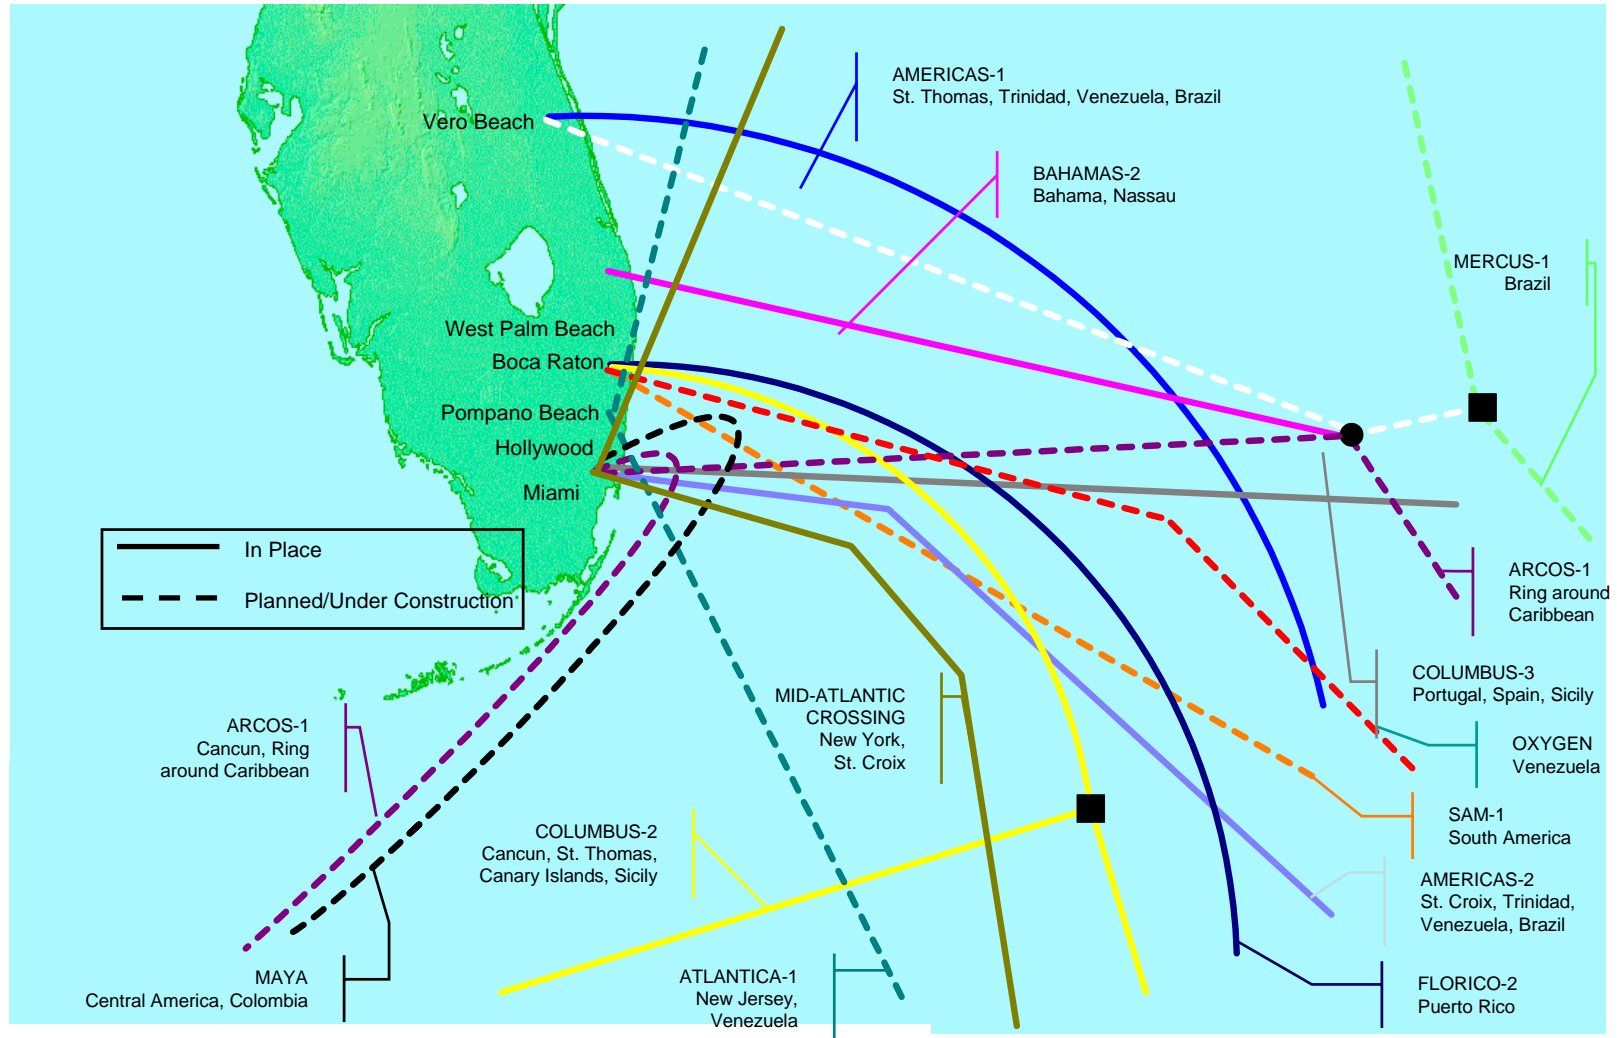 AMERICAS-1
St. Thomas, Trinidad, Venezuela, Brazil
Vero Beach
BAHAMAS-2
Bahama, Nassau
MERCUS-1
Brazil
West Palm Beach
Boca Raton
Pompano Beach
Hollywood
Miami
In Place
Planned/Under Construction
ARCOS-1
Ring around
Caribbean
COLUMBUS-3
Portugal, Spain, Sicily
MID-ATLANTIC
CROSSING
New York,
St. Croix
ARCOS-1
Cancun, Ring
around Caribbean
OXYGEN
Venezuela
SAM-1
South America
COLUMBUS-2
Cancun, St. Thomas,
Canary Islands, Sicily
AMERICAS-2
St. Croix, Trinidad,
Venezuela, Brazil
MAYA
Central America, Colombia
ATLANTICA-1
New Jersey,
Venezuela
FLORICO-2
Puerto Rico